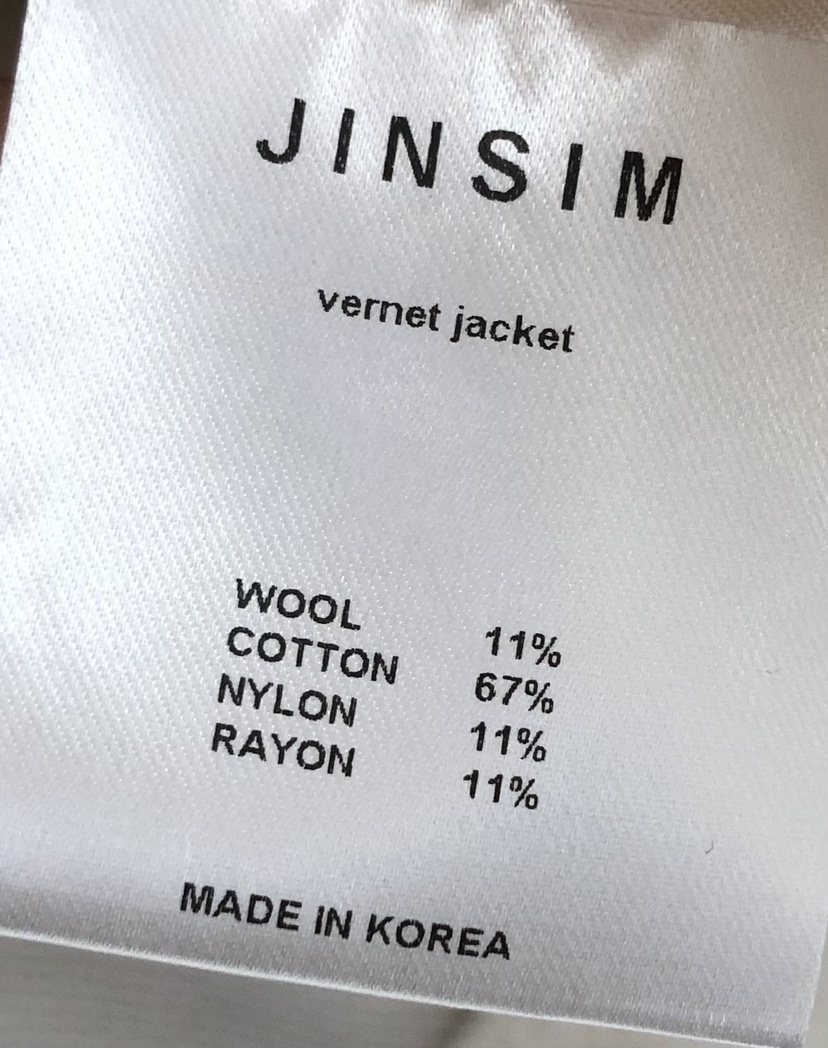 JINSIM
vernet jacket
WOOL 11%
COTTON 67%
NYLON 11%
RAYON 11%
MADE IN KOREA